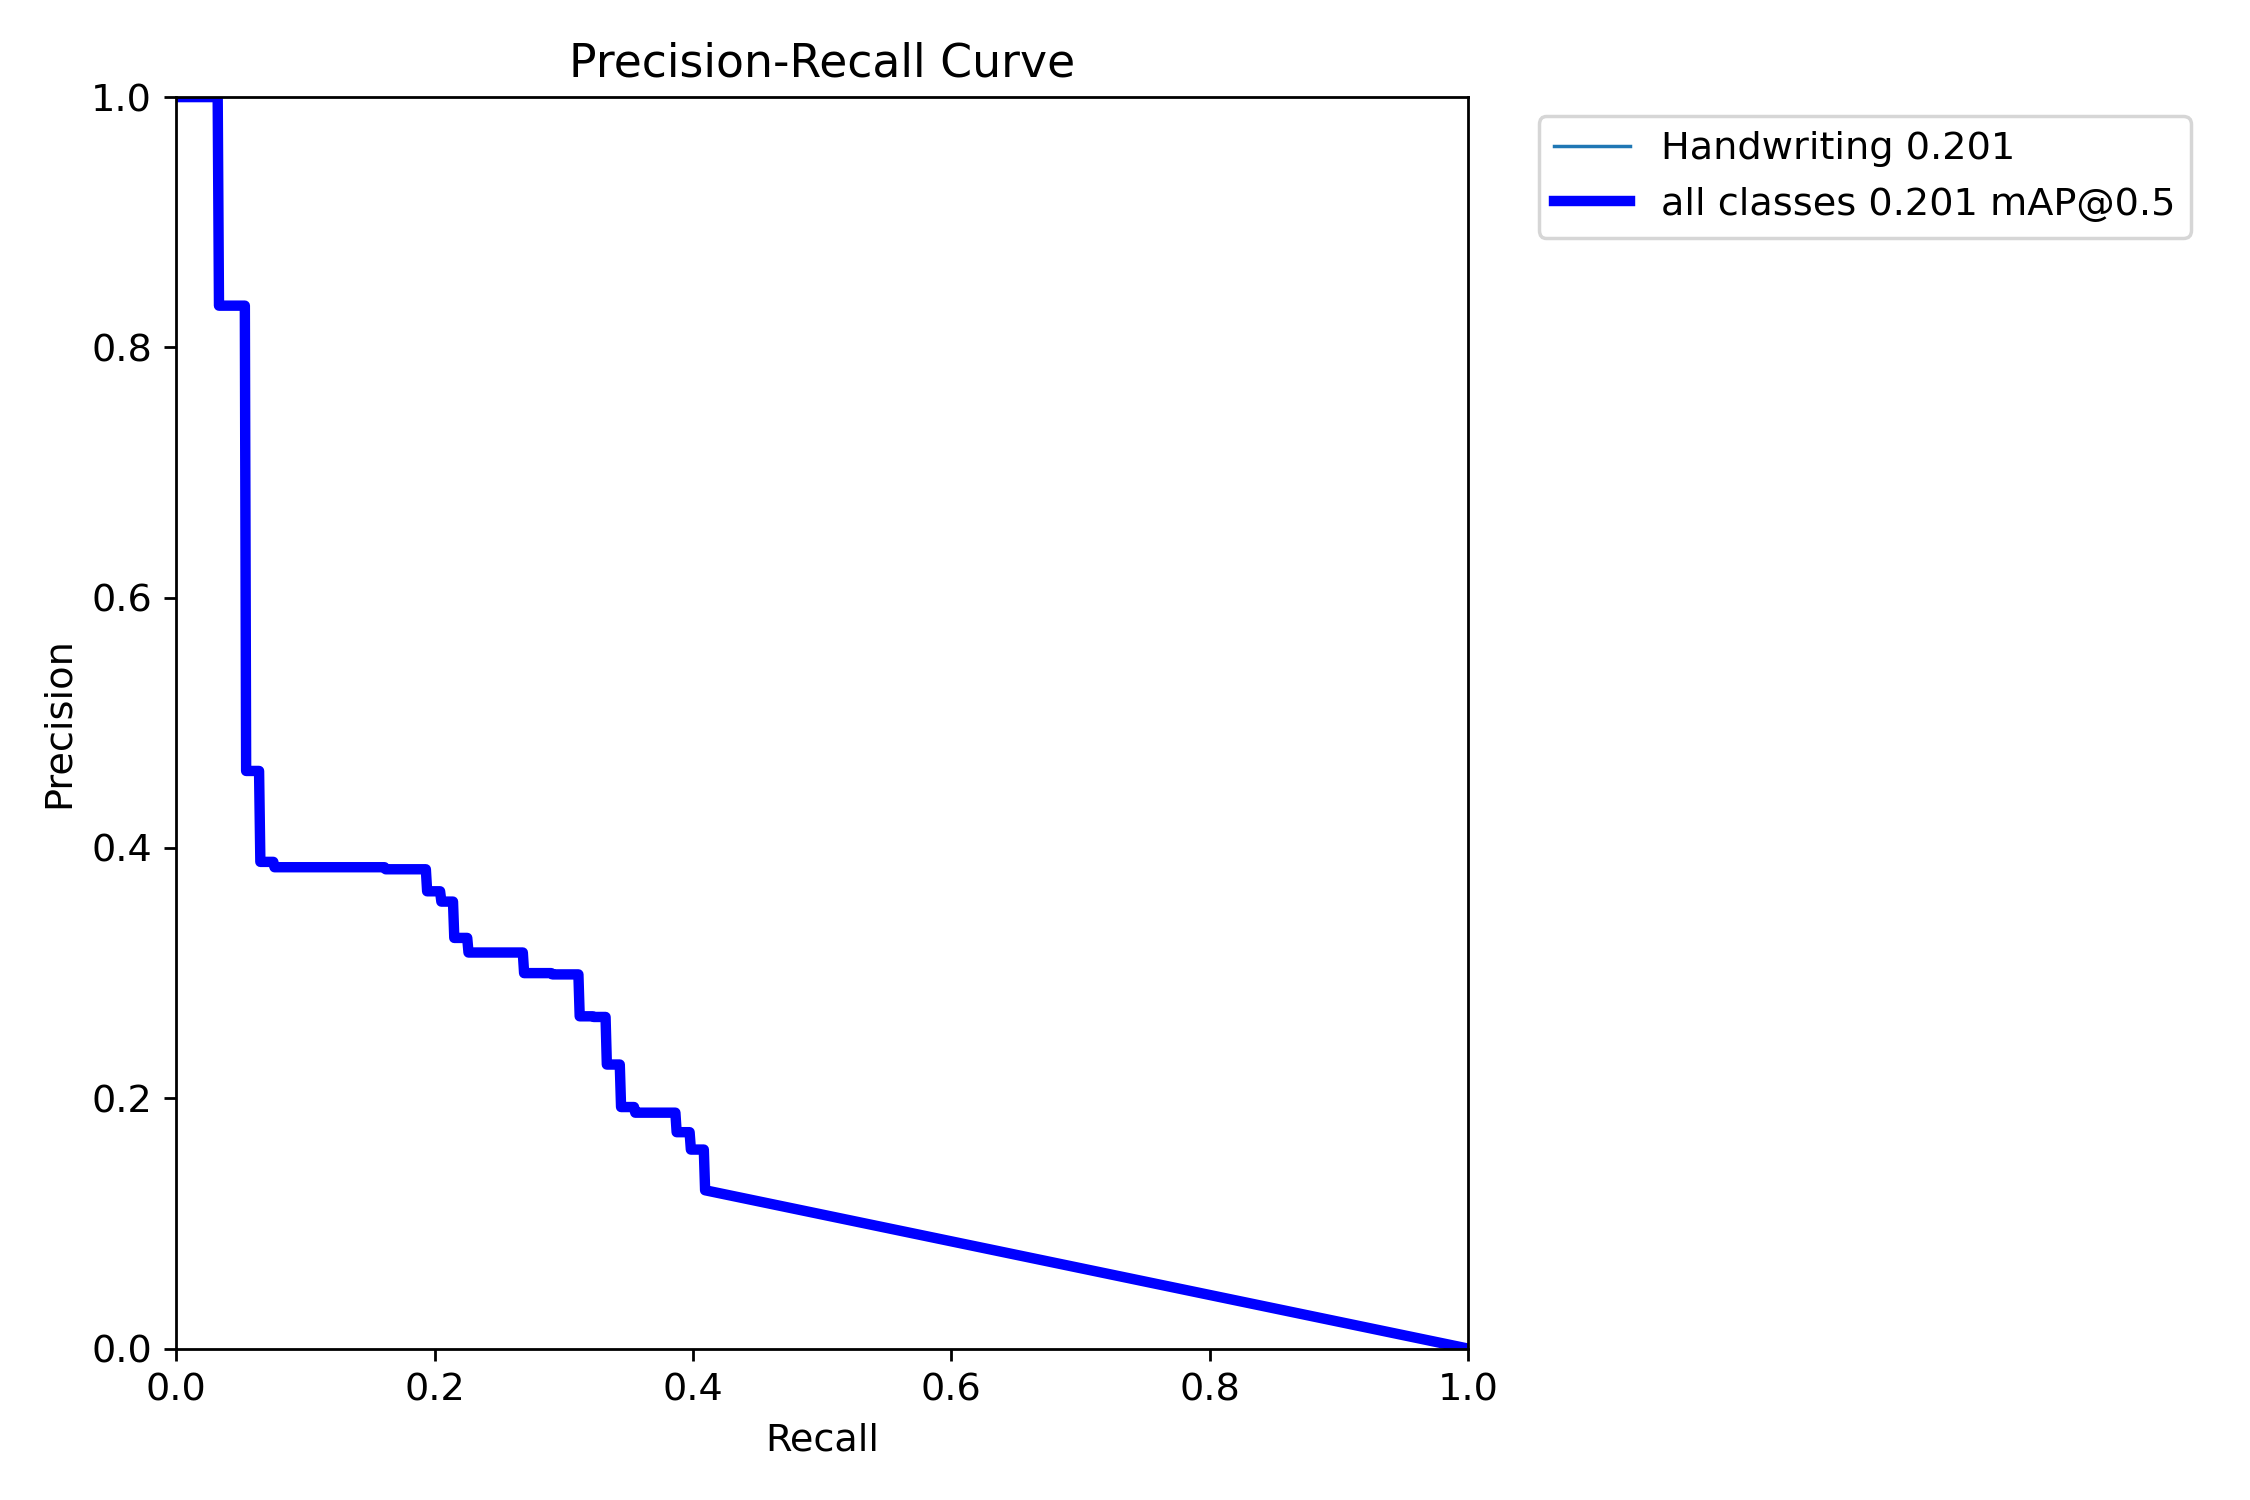 Precision-Recall Curve
1.0
0.8
0.6
0.4
0.2
0.0
Precision
0.0 0.2 0.4 0.6 0.8 1.0
Recall
Handwriting 0.201
all classes 0.201 mAP@0.5